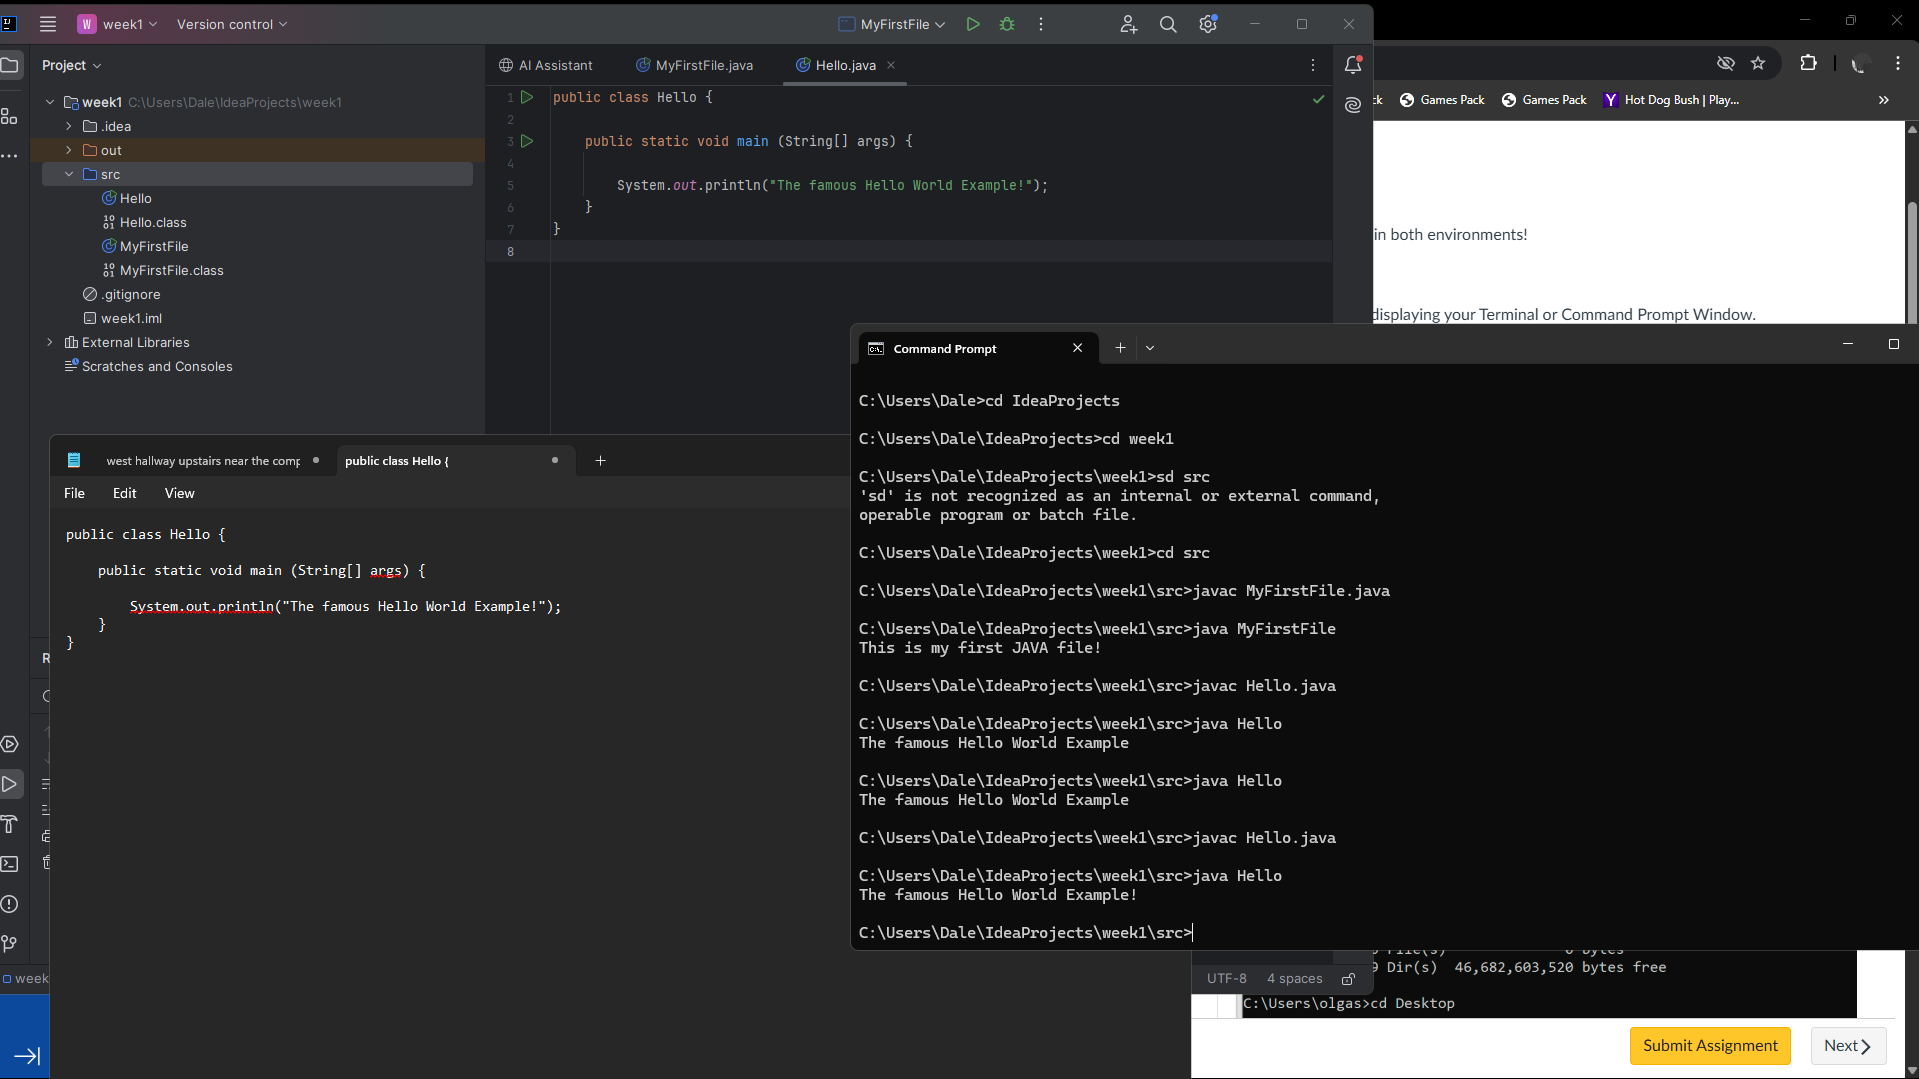 W week1 Version control MyFirstFile
Project
week1 C:\Users\Dale\IdeaProjects\week1
.idea
out
src
Hello
Hello.class
MyFirstFile
MyFirstFile.class
.gitignore
week1.iml
External Libraries
Scratches and Consoles
AI Assistant MyFirstFile.java Hello.java
1 public class Hello {
2
3 public static void main (String[] args) {
4
5 System.out.println("The famous Hello World Example!");
6 }
7 }
8
Games Pack Games Pack Hot Dog Bush | Play...
in both environments!
displaying your Terminal or Command Prompt Window.
west hallway upstairs near the comp public class Hello {
File Edit View
public class Hello {
public static void main (String[] args) {
System.out.println("The famous Hello World Example!");
}
}
Command Prompt
C:\Users\Dale>cd IdeaProjects
C:\Users\Dale\IdeaProjects>cd week1
C:\Users\Dale\IdeaProjects\week1>sd src
'sd' is not recognized as an internal or external command,
operable program or batch file.
C:\Users\Dale\IdeaProjects\week1>cd src
C:\Users\Dale\IdeaProjects\week1\src>javac MyFirstFile.java
C:\Users\Dale\IdeaProjects\week1\src>java MyFirstFile
This is my first JAVA file!
C:\Users\Dale\IdeaProjects\week1\src>javac Hello.java
C:\Users\Dale\IdeaProjects\week1\src>java Hello
The famous Hello World Example
C:\Users\Dale\IdeaProjects\week1\src>java Hello
The famous Hello World Example
C:\Users\Dale\IdeaProjects\week1\src>javac Hello.java
C:\Users\Dale\IdeaProjects\week1\src>java Hello
The famous Hello World Example!
C:\Users\Dale\IdeaProjects\week1\src>
week
UTF-8 4 spaces
9 Dir(s) 46,682,603,520 bytes free
C:\Users\olgas>cd Desktop
Submit Assignment Next